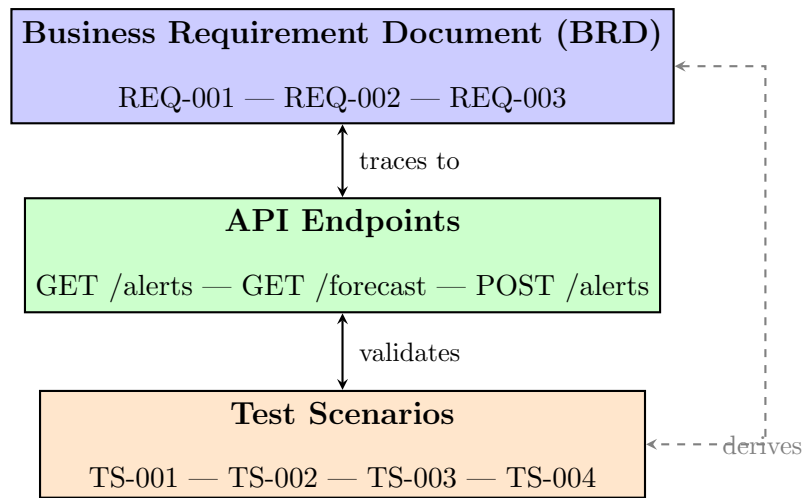 Business Requirement Document (BRD)
REQ-001 — REQ-002 — REQ-003
traces to
API Endpoints
GET /alerts — GET /forecast — POST /alerts
validates
Test Scenarios
derives
TS-001 — TS-002 — TS-003 — TS-004